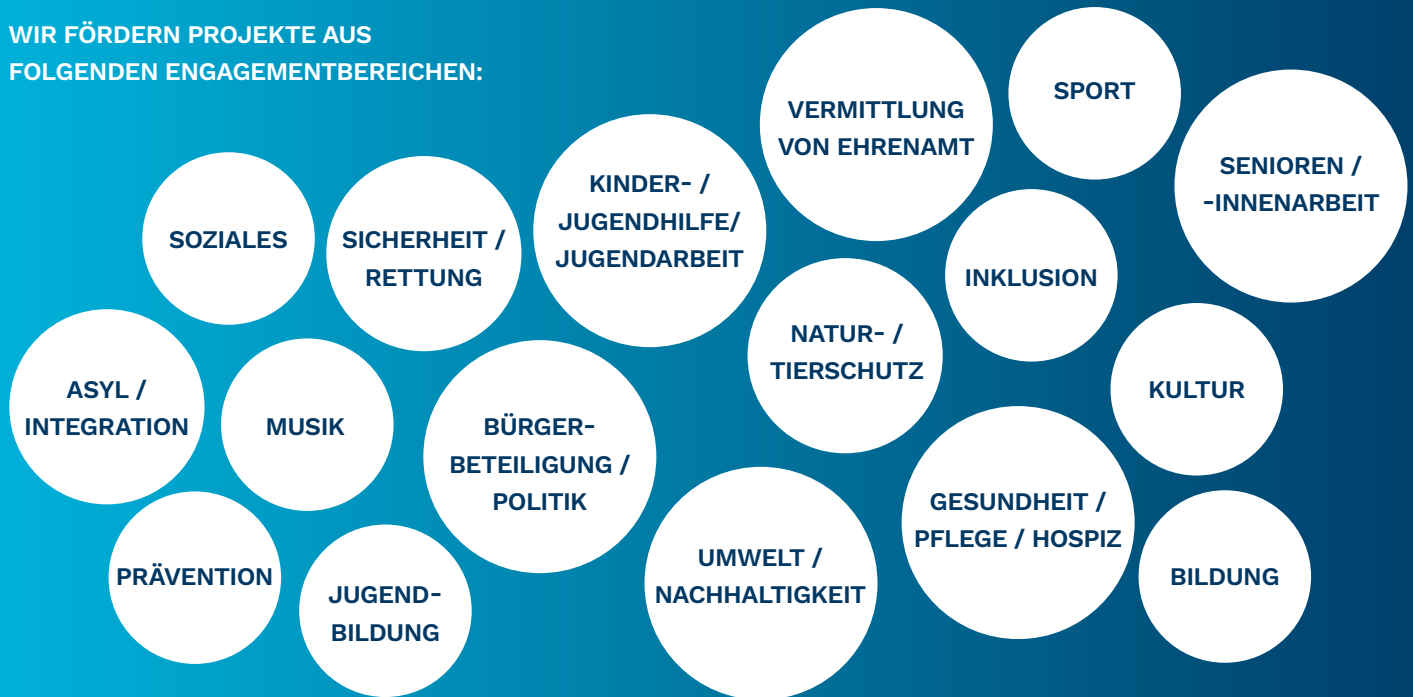 WIR FÖRDERN PROJEKTE AUS
FOLGENDEN ENGAGEMENTBEREICHEN:
SOZIALES
SICHERHEIT /
RETTUNG
KINDER- /
JUGENDHILFE/
JUGENDARBEIT
VERMITTLUNG
VON EHRENAMT
SPORT
SENIOREN /
-INNENARBEIT
ASYL /
INTEGRATION
MUSIK
BÜRGER-
BETEILIGUNG /
POLITIK
NATUR- /
TIERSCHUTZ
INKLUSION
KULTUR
PRÄVENTION
JUGEND-
BILDUNG
UMWELT /
NACHHALTIGKEIT
GESUNDHEIT /
PFLEGE / HOSPIZ
BILDUNG